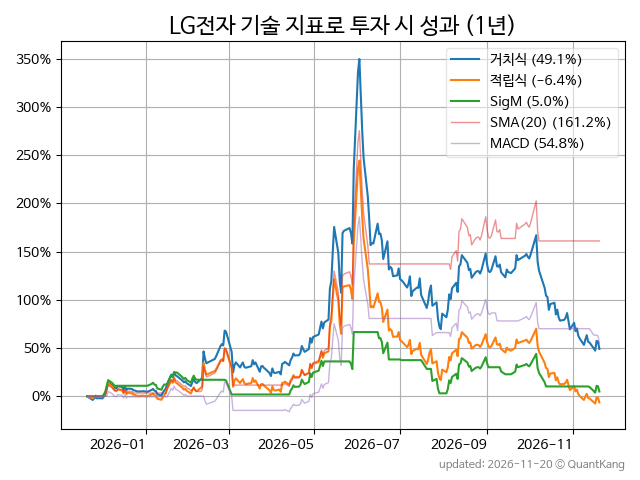 LG전자 기술 지표로 투자 시 성과 (1년)
350%
300%
250%
200%
150%
100%
50%
0%
거치식 (49.1%)
적립식 (-6.4%)
SigM (5.0%)
SMA(20) (161.2%)
MACD (54.8%)
2026-01
2026-03
2026-05
2026-07
2026-09
2026-11
updated: 2026-11-20 © QuantKang